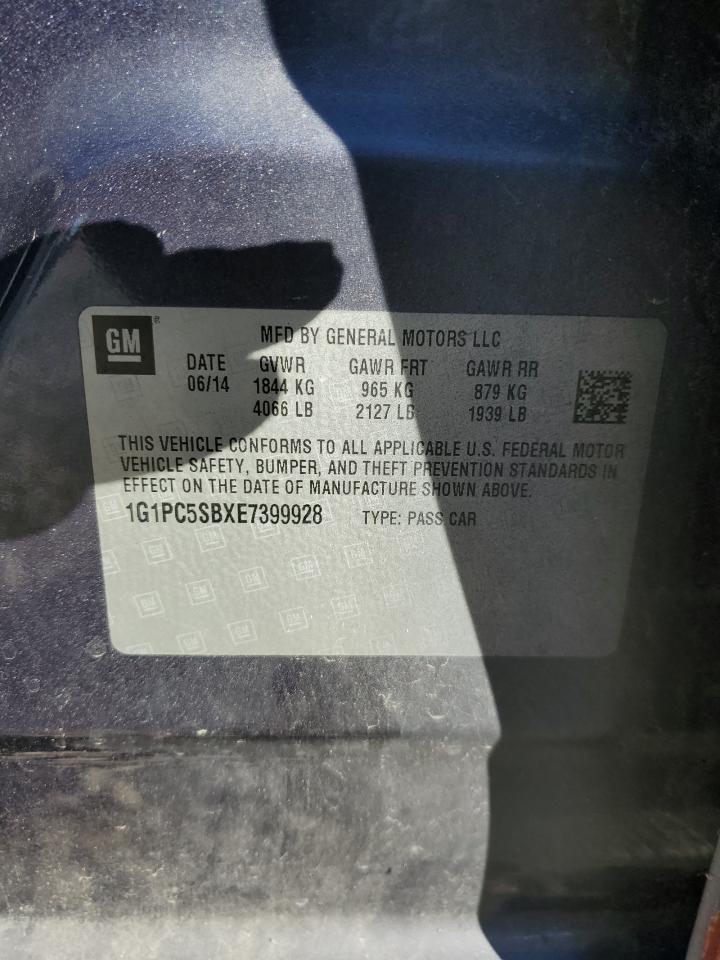 GM
MFD BY GENERAL MOTORS LLC
DATE GVWR GAWR FRT GAWR RR
06/14 1844 KG 965 KG 879 KG
4066 LB 2127 LB 1939 LB
THIS VEHICLE CONFORMS TO ALL APPLICABLE U.S. FEDERAL MOTOR
VEHICLE SAFETY, BUMPER, AND THEFT PREVENTION STANDARDS IN
EFFECT ON THE DATE OF MANUFACTURE SHOWN ABOVE.
1G1PC5SBXE7399928 TYPE: PASS CAR